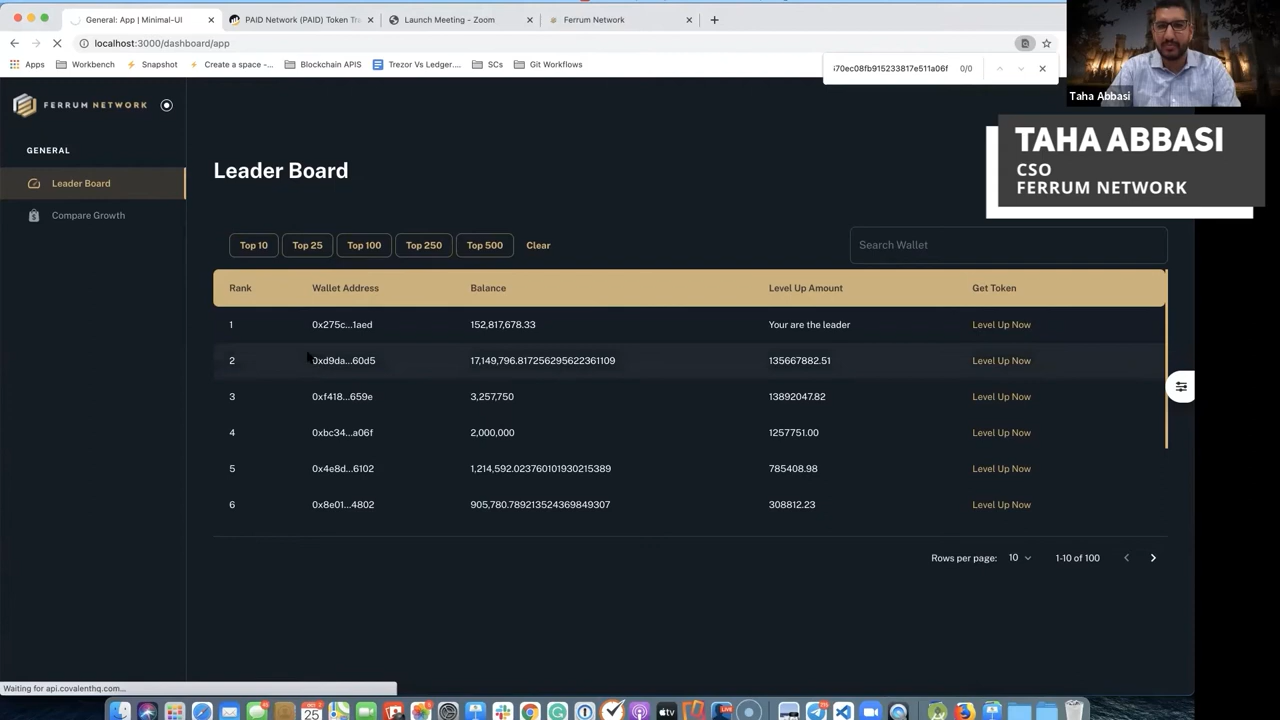 General: App | Minimal-UI
PAID Network (PAID) Token Tra
Launch Meeting - Zoom
Ferrum Network
localhost:3000/dashboard/app
Apps
Workbench
Snapshot
Create a space -...
Blockchain APIS
Trezor Vs Ledger....
SCs
Git Workflows
i70ec08fb915233817e511a06f
0/0
Taha Abbasi
TAHA ABBASI
CSO
FERRUM NETWORK
FERRUM NETWORK
GENERAL
Leader Board
Compare Growth
Leader Board
Top 10 Top 25 Top 100 Top 250 Top 500 Clear
Search Wallet
Rank Wallet Address Balance Level Up Amount Get Token
1 0x275c...1aed 152,817,678.33 Your are the leader Level Up Now
2 0xd9da...60d5 17,149,796.817256295622361109 135667882.51 Level Up Now
3 0xf418...659e 3,257,750 13892047.82 Level Up Now
4 0xbc34...a06f 2,000,000 1257751.00 Level Up Now
5 0x4e8d...6102 1,214,592.023760101930215389 785408.98 Level Up Now
6 0x8e01...4802 905,780.789213524369849307 308812.23 Level Up Now
Rows per page: 10 1-10 of 100
Waiting for api.covalenthq.com...
25